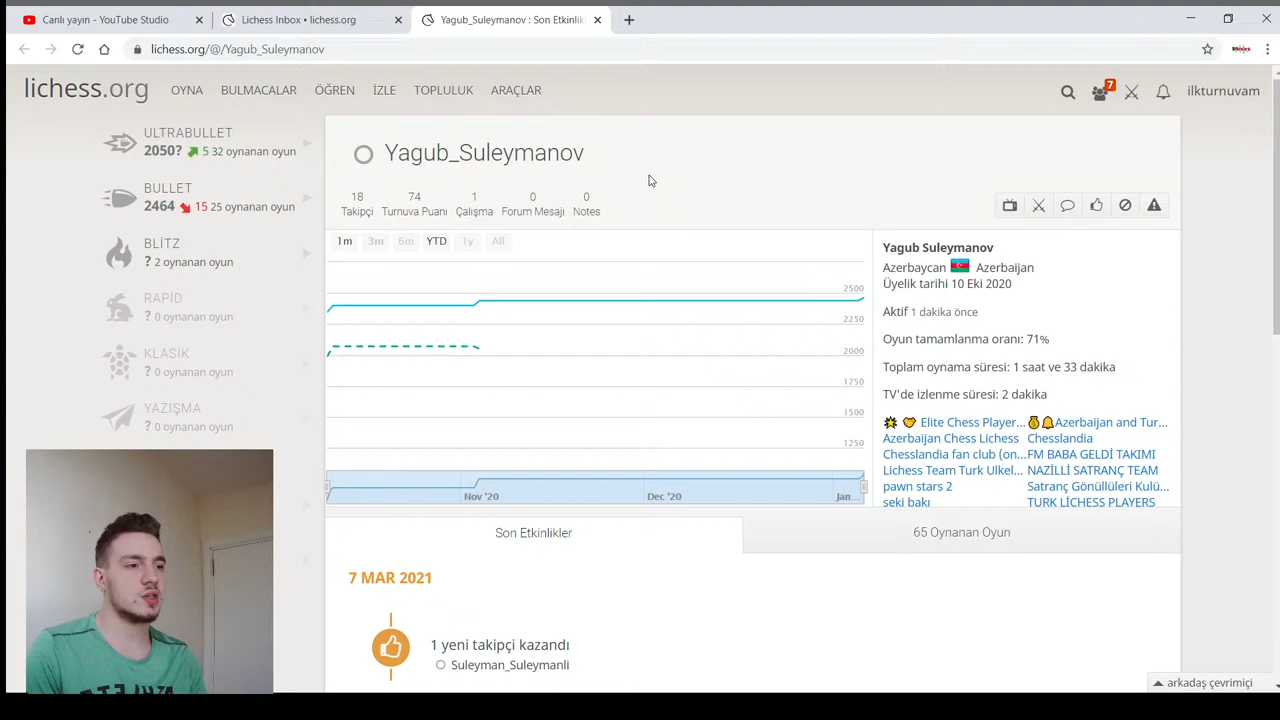 Canlı yayın - YouTube Studio
Lichess Inbox • lichess.org
Yagub_Suleymanov : Son Etkinlik
lichess.org/@/Yagub_Suleymanov
lichess.org
OYNA
BULMACALAR
ÖĞREN
İZLE
TOPLULUK
ARAÇLAR
7
ilkturnuvam
ULTRABULLET
2050? 5 32 oynanan oyun
BULLET
2464 15 25 oynanan oyun
BLİTZ
? 2 oynanan oyun
RAPİD
? 0 oynanan oyun
KLASİK
? 0 oynanan oyun
YAZIŞMA
? 0 oynanan oyun
Yagub_Suleymanov
18 74 1 0 0
Takipçi Turnuva Puanı Çalışma Forum Mesajı Notes
1m 3m 6m YTD 1y All
2500
2250
2000
1750
1500
1250
Nov '20 Dec '20 Jan...
Yagub Suleymanov
Azerbaycan Azerbaijan
Üyelik tarihi 10 Eki 2020
Aktif 1 dakika önce
Oyun tamamlanma oranı: 71%
Toplam oynama süresi: 1 saat ve 33 dakika
TV'de izlenme süresi: 2 dakika
Elite Chess Player... Azerbaijan and Tur...
Azerbaijan Chess Lichess Chesslandia
Chesslandia fan club (on... FM BABA GELDİ TAKIMI
Lichess Team Turk Ulkel... NAZİLLİ SATRANÇ TEAM
pawn stars 2 Satranç Gönüllüleri Kulü...
seki bakı TURK LİCHESS PLAYERS
Son Etkinlikler
65 Oynanan Oyun
7 MAR 2021
1 yeni takipçi kazandı
Suleyman_Suleymanli
arkadaş çevrimiçi